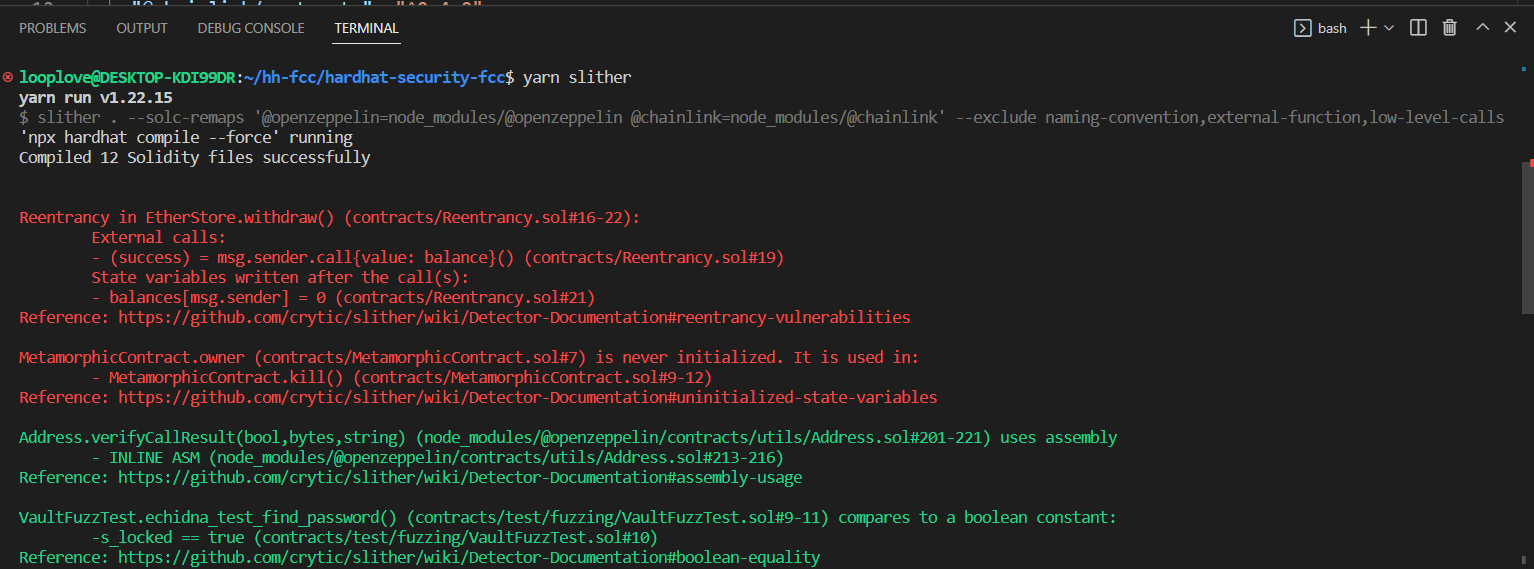 PROBLEMS OUTPUT DEBUG CONSOLE TERMINAL bash
looplove@DESKTOP-KDI99DR:~/hh-fcc/hardhat-security-fcc$ yarn slither
yarn run v1.22.15
$ slither . --solc-remaps '@openzeppelin=node_modules/@openzeppelin @chainlink=node_modules/@chainlink' --exclude naming-convention,external-function,low-level-calls
'npx hardhat compile --force' running
Compiled 12 Solidity files successfully
Reentrancy in EtherStore.withdraw() (contracts/Reentrancy.sol#16-22):
External calls:
- (success) = msg.sender.call{value: balance}() (contracts/Reentrancy.sol#19)
State variables written after the call(s):
- balances[msg.sender] = 0 (contracts/Reentrancy.sol#21)
Reference: https://github.com/crytic/slither/wiki/Detector-Documentation#reentrancy-vulnerabilities
MetamorphicContract.owner (contracts/MetamorphicContract.sol#7) is never initialized. It is used in:
- MetamorphicContract.kill() (contracts/MetamorphicContract.sol#9-12)
Reference: https://github.com/crytic/slither/wiki/Detector-Documentation#uninitialized-state-variables
Address.verifyCallResult(bool,bytes,string) (node_modules/@openzeppelin/contracts/utils/Address.sol#201-221) uses assembly
- INLINE ASM (node_modules/@openzeppelin/contracts/utils/Address.sol#213-216)
Reference: https://github.com/crytic/slither/wiki/Detector-Documentation#assembly-usage
VaultFuzzTest.echidna_test_find_password() (contracts/test/fuzzing/VaultFuzzTest.sol#9-11) compares to a boolean constant:
-s_locked == true (contracts/test/fuzzing/VaultFuzzTest.sol#10)
Reference: https://github.com/crytic/slither/wiki/Detector-Documentation#boolean-equality